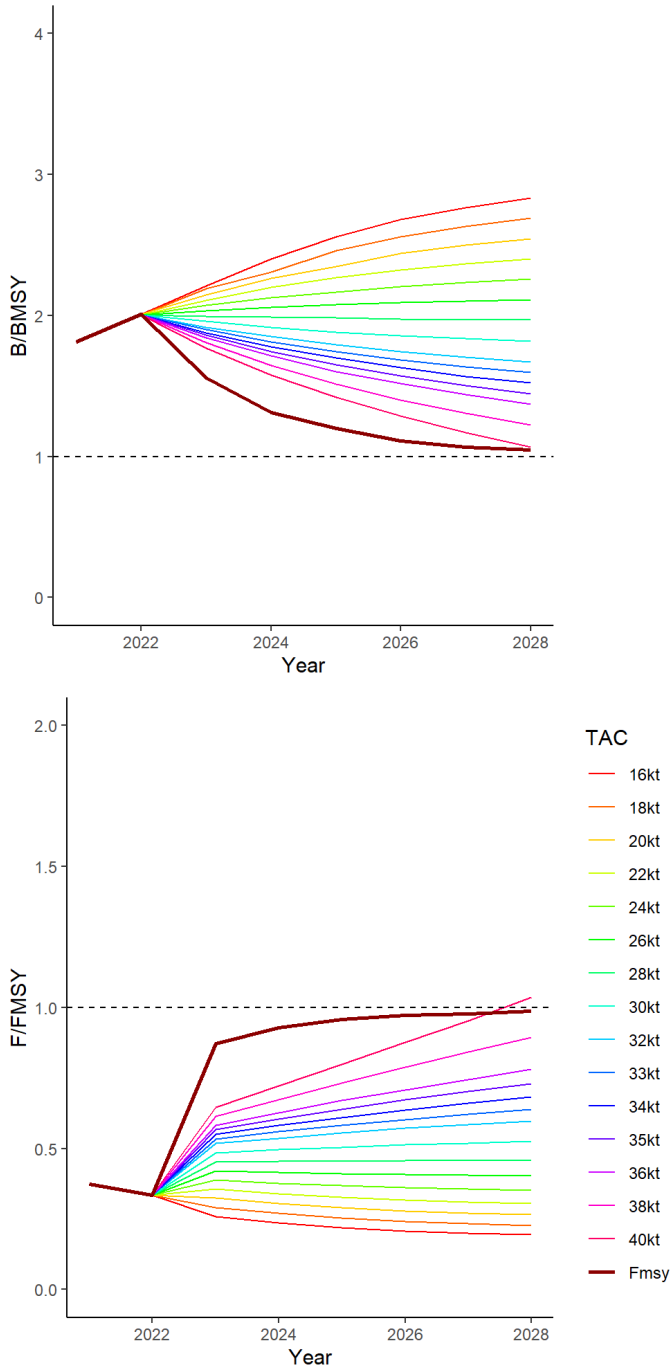 4
3
2
1
0
B/BMSY
2022
2024
2026
2028
Year
2.0
1.5
1.0
0.5
0.0
F/FMSY
2022
2024
2026
2028
Year
TAC
16kt
18kt
20kt
22kt
24kt
26kt
28kt
30kt
32kt
33kt
34kt
35kt
36kt
38kt
40kt
Fmsy